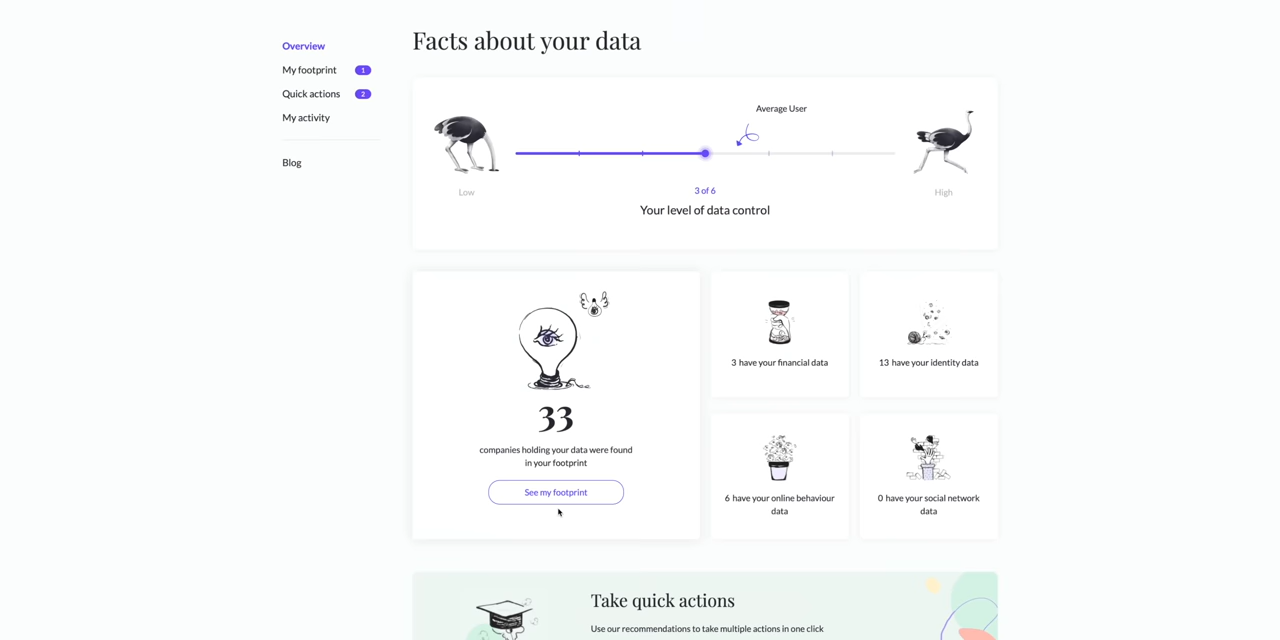 Overview
My footprint 1
Quick actions 2
My activity
Blog
Facts about your data
Average User
Low
High
3 of 6
Your level of data control
33
companies holding your data were found
in your footprint
See my footprint
3 have your financial data
13 have your identity data
6 have your online behaviour
data
0 have your social network
data
Take quick actions
Use our recommendations to take multiple actions in one click